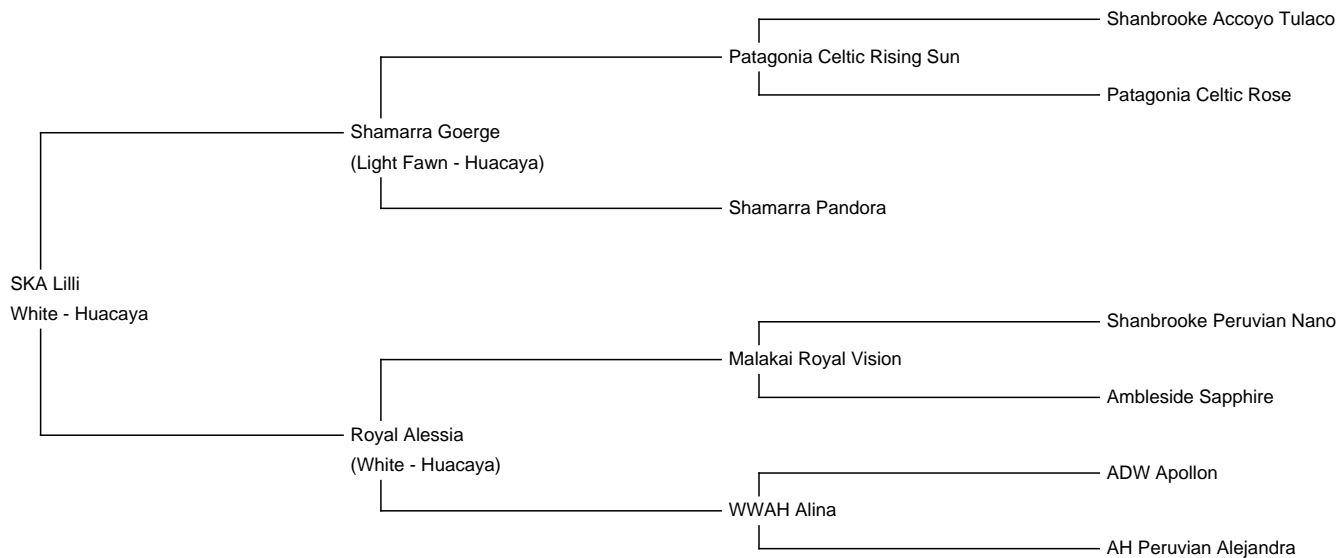 Shanbrooke Accoyo Tulaco
Patagonia Celtic Rising Sun
Patagonia Celtic Rose
Shamarra Goerge
(Light Fawn - Huacaya)
Shamarra Pandora
SKA Lilli
White - Huacaya
Shanbrooke Peruvian Nano
Malakai Royal Vision
Ambleside Sapphire
Royal Alessia
(White - Huacaya)
ADW Apollon
WWAH Alina
AH Peruvian Alejandra